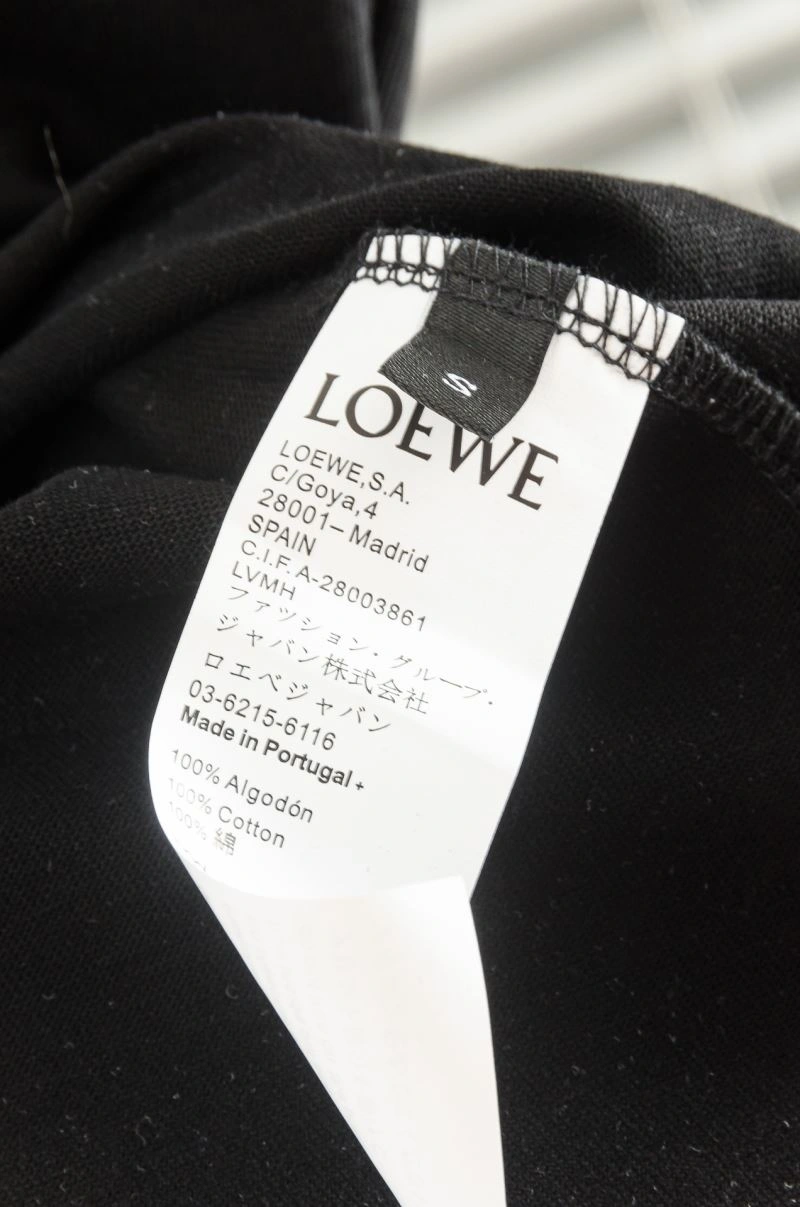 S
LOEWE
LOEWE,S.A.
C/Goya,4
28001– Madrid
SPAIN
C.I.F. A-28003861
LVMH
ファッション・グループ・
ジャパン株式会社
ロエベジャパン
03-6215-6116
Made in Portugal +
100% Algodón
100% Cotton
100% 綿